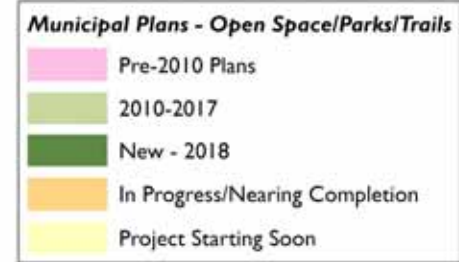 Municipal Plans - Open Space/Parks/Trails
Pre-2010 Plans
2010-2017
New - 2018
In Progress/Nearing Completion
Project Starting Soon